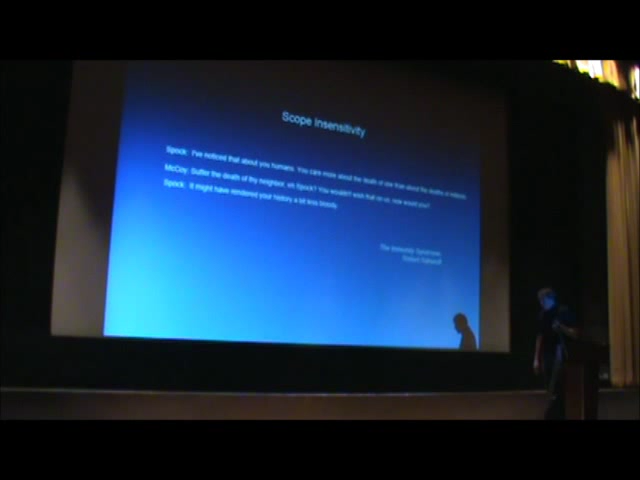 Scope Insensitivity
Spock: I've noticed that about you humans. You care more about the death of one than about the deaths of millions.
McCoy: Suffer the death of thy neighbor, eh Spock? You wouldn't wish that on us, now would you?
Spock: It might have rendered your history a bit less bloody.
The Immunity Syndrome
Robert Sabaroff